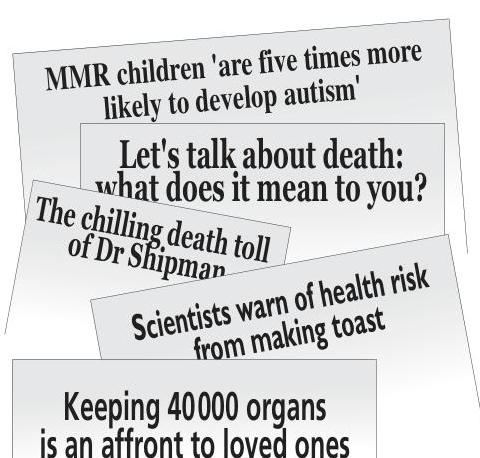 MMR children 'are five times more
likely to develop autism'
Let's talk about death:
what does it mean to you?
The chilling death toll
of Dr Shipman
Scientists warn of health risk
from making toast
Keeping 40 000 organs
is an affront to loved ones